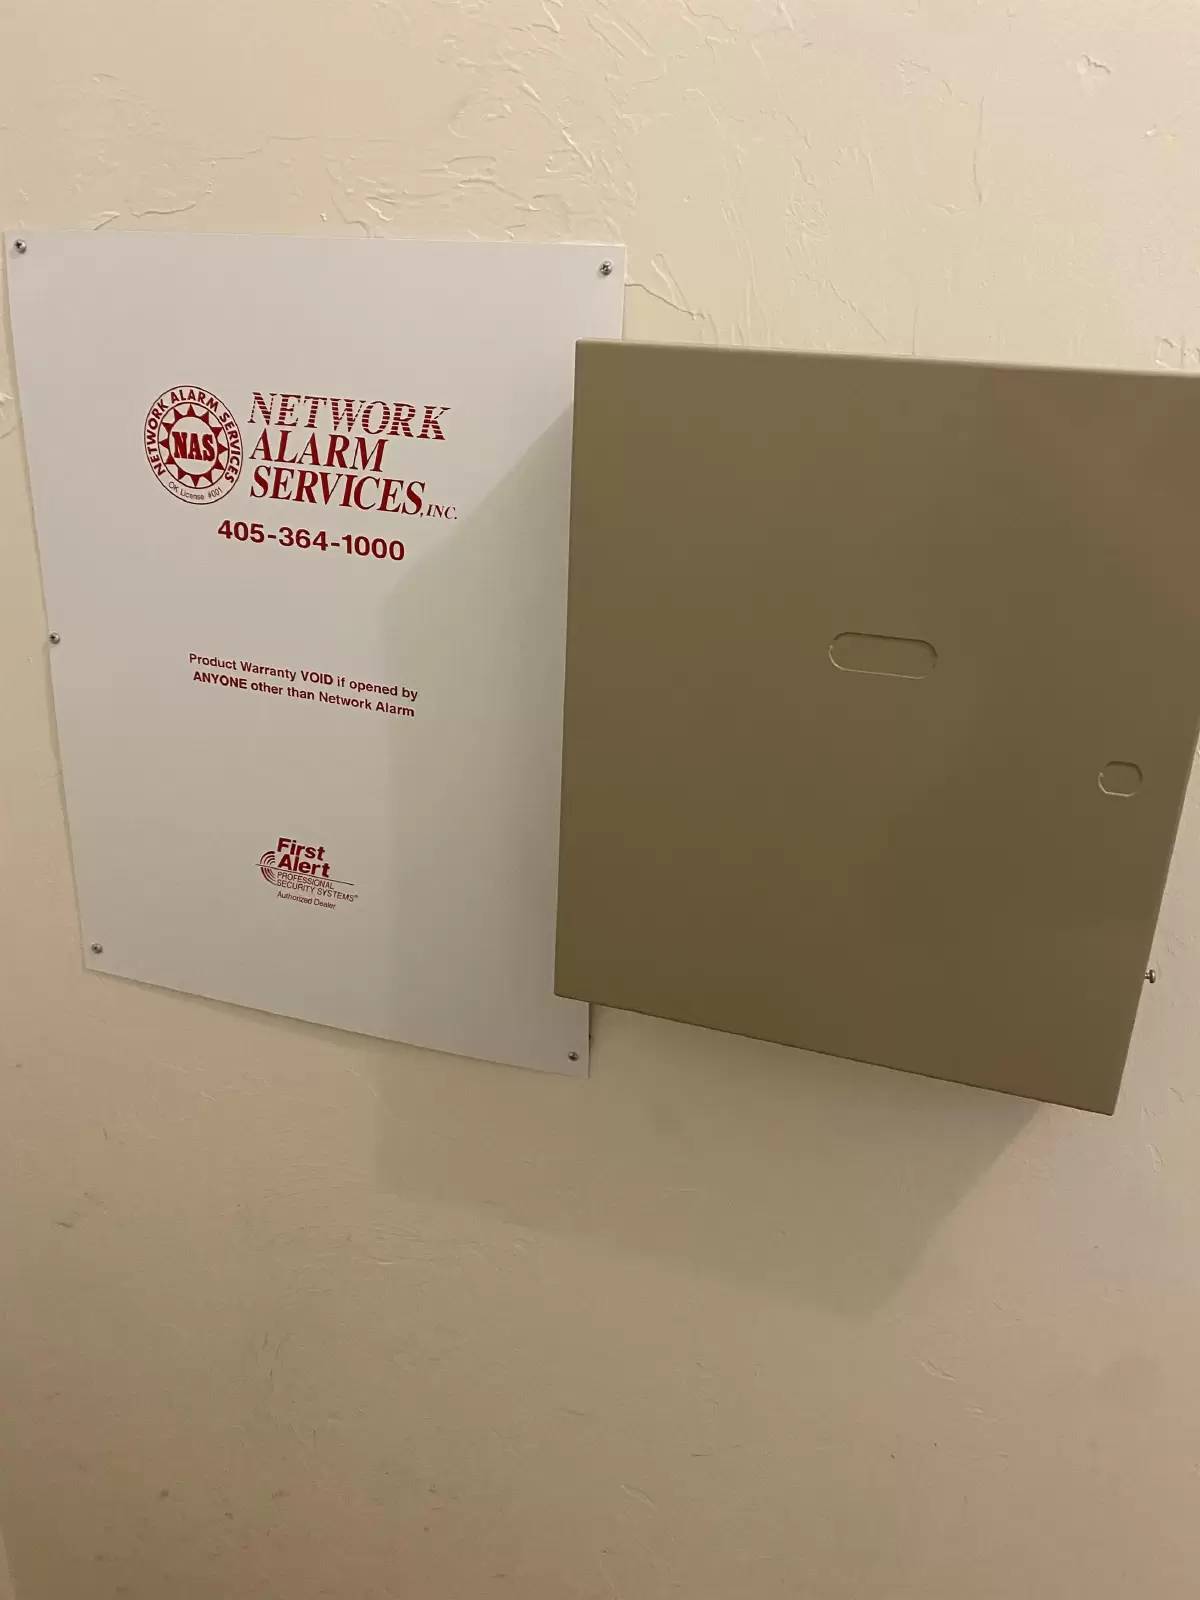 NETWORK ALARM SERVICES
NAS
OK License #001
NETWORK
ALARM
SERVICES, INC.
405-364-1000
Product Warranty VOID if opened by
ANYONE other than Network Alarm
First
Alert
PROFESSIONAL
SECURITY SYSTEMS®
Authorized Dealer